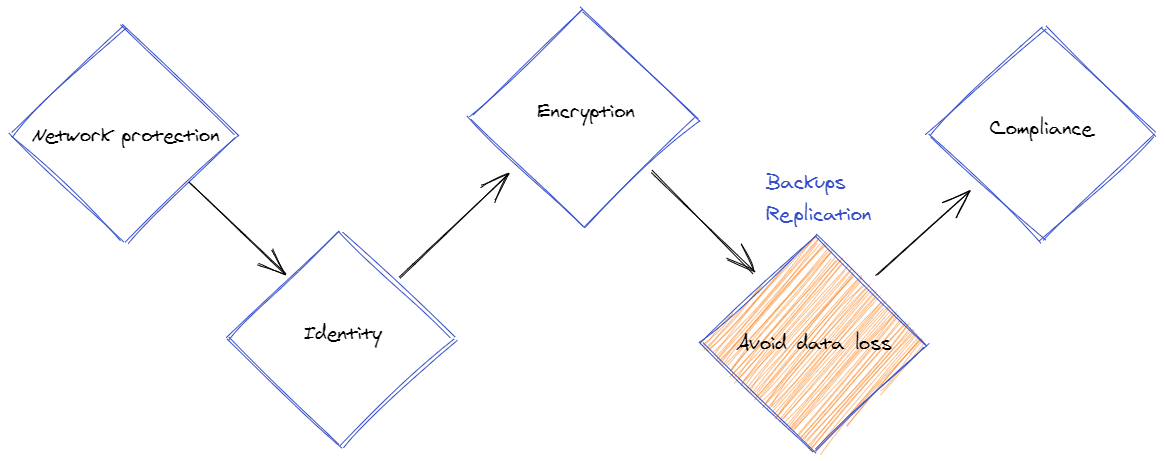 Network protection
Identity
Encryption
Backups
Replication
Avoid data loss
Compliance